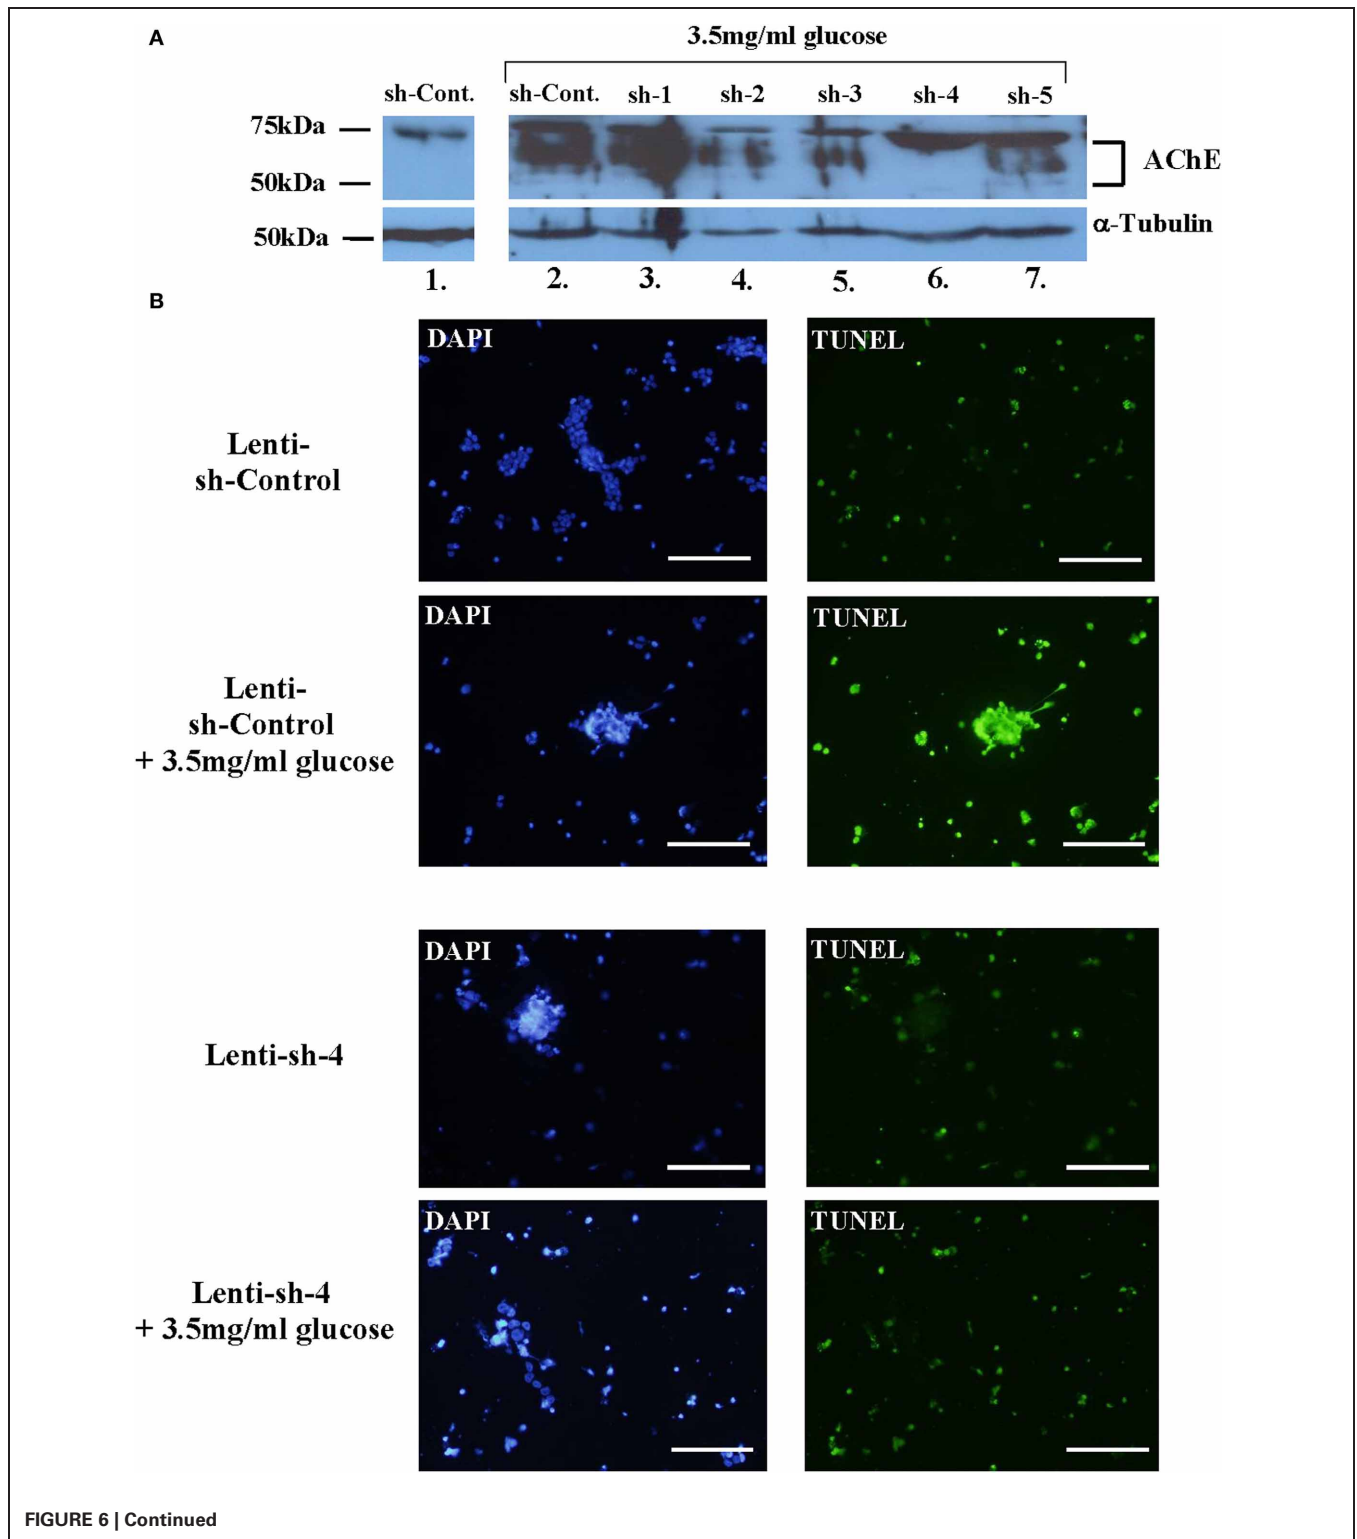 A
3.5mg/ml glucose
sh-Cont. sh-Cont. sh-1 sh-2 sh-3 sh-4 sh-5
75kDa
AChE
50kDa
50kDa
α-Tubulin
1. 2. 3. 4. 5. 6. 7.
B
DAPI TUNEL
Lenti-
sh-Control
DAPI TUNEL
Lenti-
sh-Control
+ 3.5mg/ml glucose
DAPI TUNEL
Lenti-sh-4
DAPI TUNEL
Lenti-sh-4
+ 3.5mg/ml glucose
FIGURE 6 | Continued